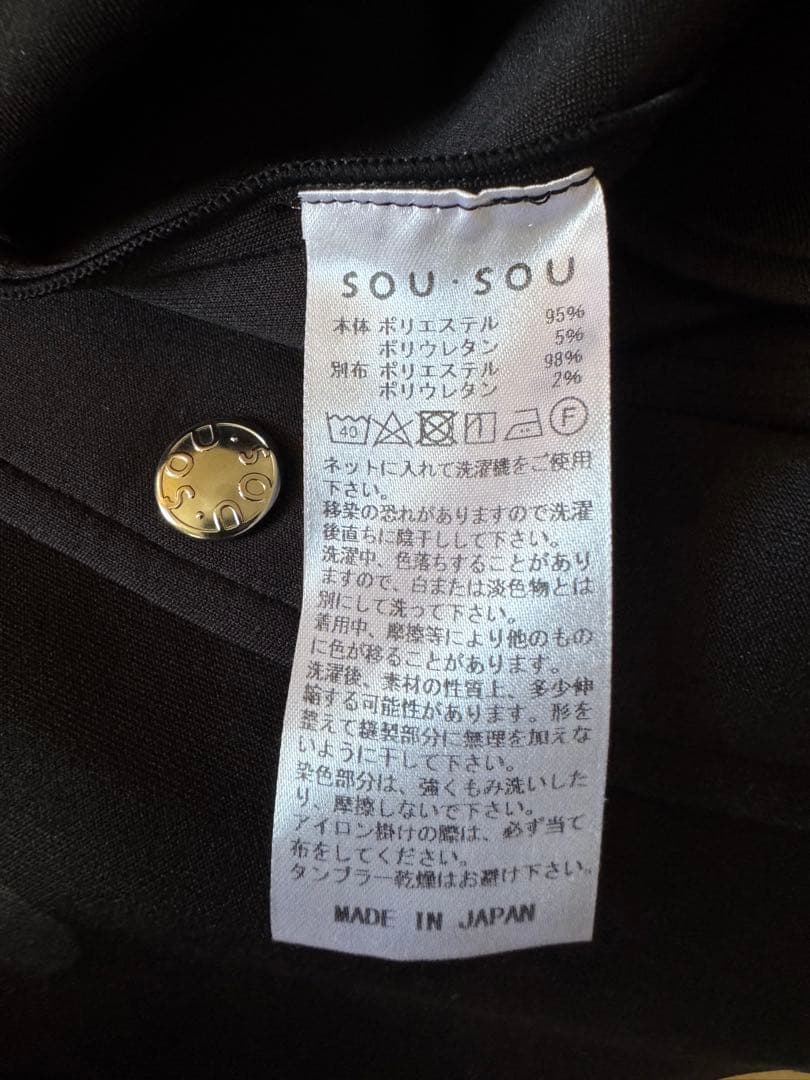 SOU・SOU
本体 ポリエステル 95%
ポリウレタン 5%
別布 ポリエステル 98%
ポリウレタン 2%
40 F
ネットに入れて洗濯機をご使用
下さい。
移染の恐れがありますので洗濯
後直ちに陰干しして下さい。
洗濯中、色落ちすることがあり
ますので、白または淡色物とは
別にして洗って下さい。
着用中、摩擦等により他のもの
に色が移ることがあります。
洗濯後、素材の性質上、多少伸
縮する可能性があります。形を
整えて縫製部分に無理を加えな
いように干して下さい。
染色部分は、強くもみ洗いした
り、摩擦しないで下さい。
アイロン掛けの際は、必ず当て
布をしてください。
タンブラー乾燥はお避け下さい。
MADE IN JAPAN
SOU・SOU